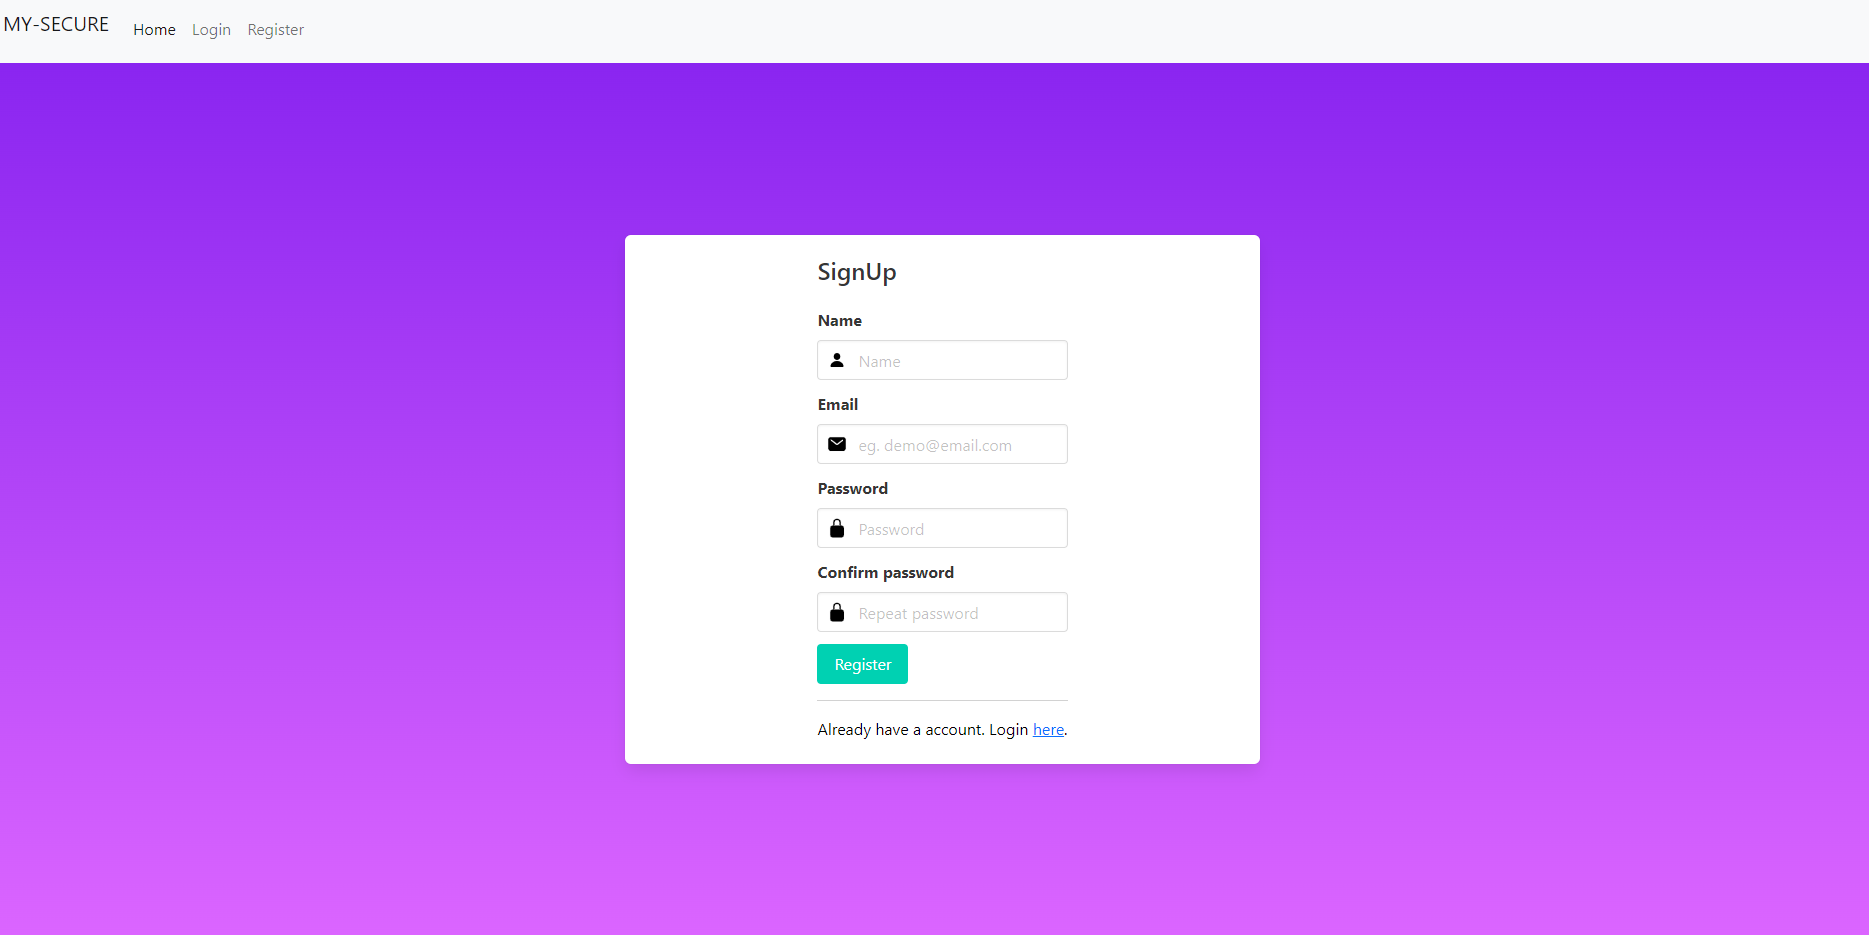 MY-SECURE Home Login Register
SignUp
Name
Name
Email
eg. demo@email.com
Password
Password
Confirm password
Repeat password
Register
Already have a account. Login here.